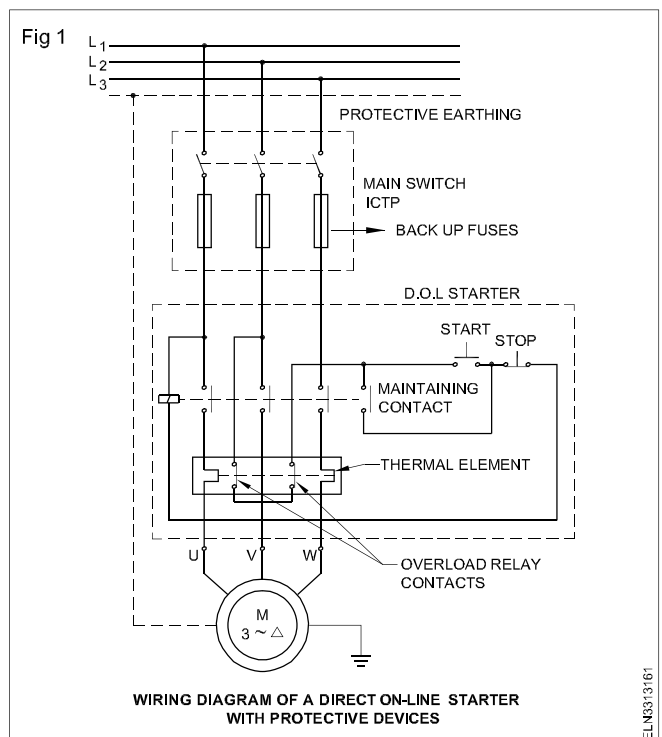 Fig 1
L1
L2
L3
PROTECTIVE EARTHING
MAIN SWITCH
ICTP
BACK UP FUSES
D.O.L STARTER
START
STOP
MAINTAINING
CONTACT
THERMAL ELEMENT
U V W
OVERLOAD RELAY
CONTACTS
M
3 ~ △
WIRING DIAGRAM OF A DIRECT ON-LINE STARTER
WITH PROTECTIVE DEVICES
ELN3313161